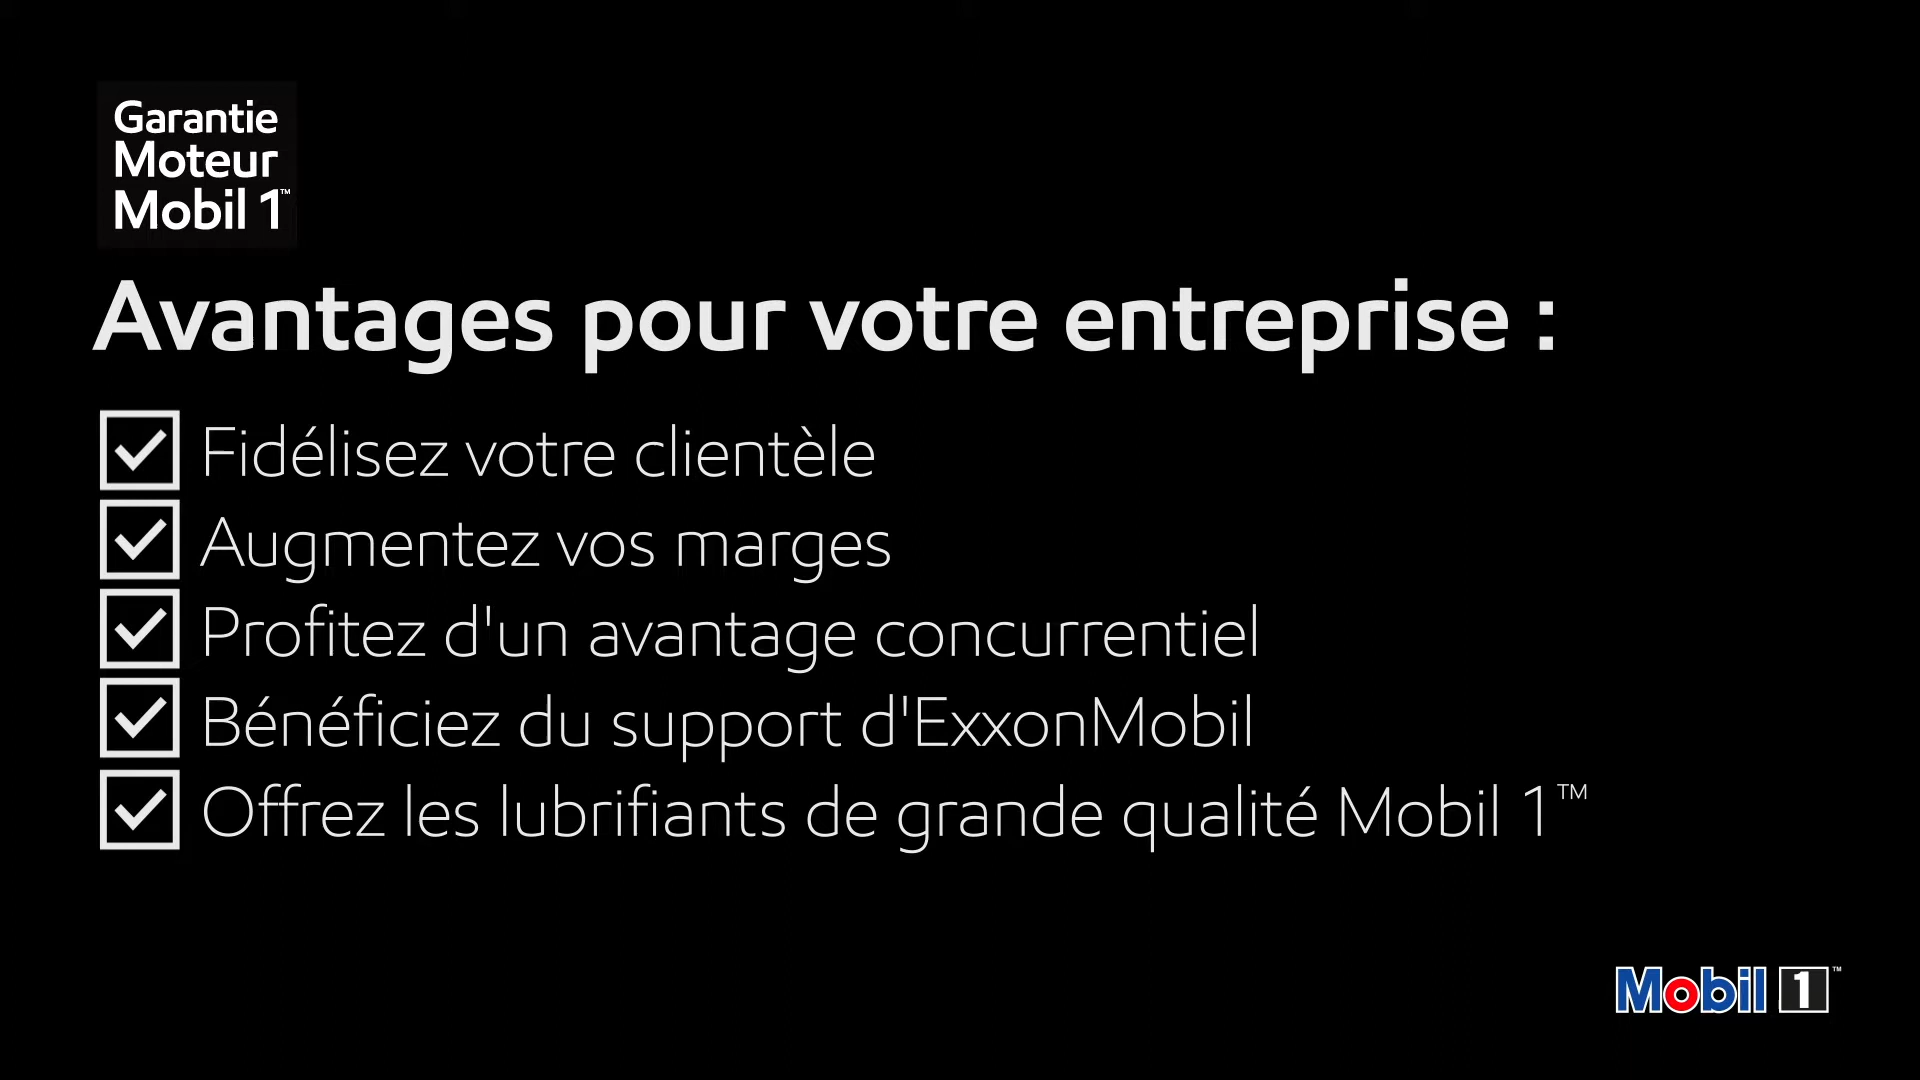 Garantie
Moteur
Mobil 1™
Avantages pour votre entreprise :
Fidélisez votre clientèle
Augmentez vos marges
Profitez d'un avantage concurrentiel
Bénéficiez du support d'ExxonMobil
Offrez les lubrifiants de grande qualité Mobil 1™
Mobil 1™